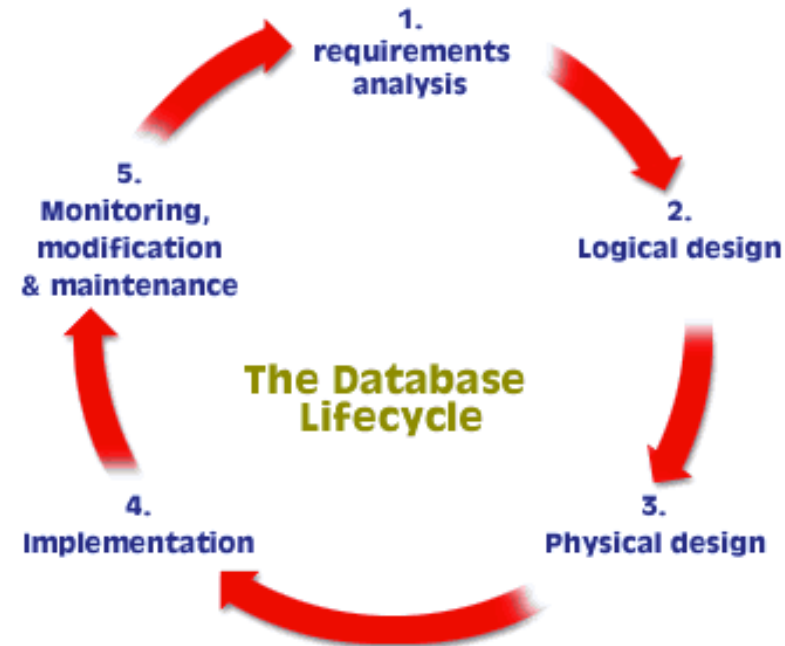 1.
requirements
analysis
2.
Logical design
3.
Physical design
4.
Implementation
5.
Monitoring,
modification
& maintenance
The Database
Lifecycle